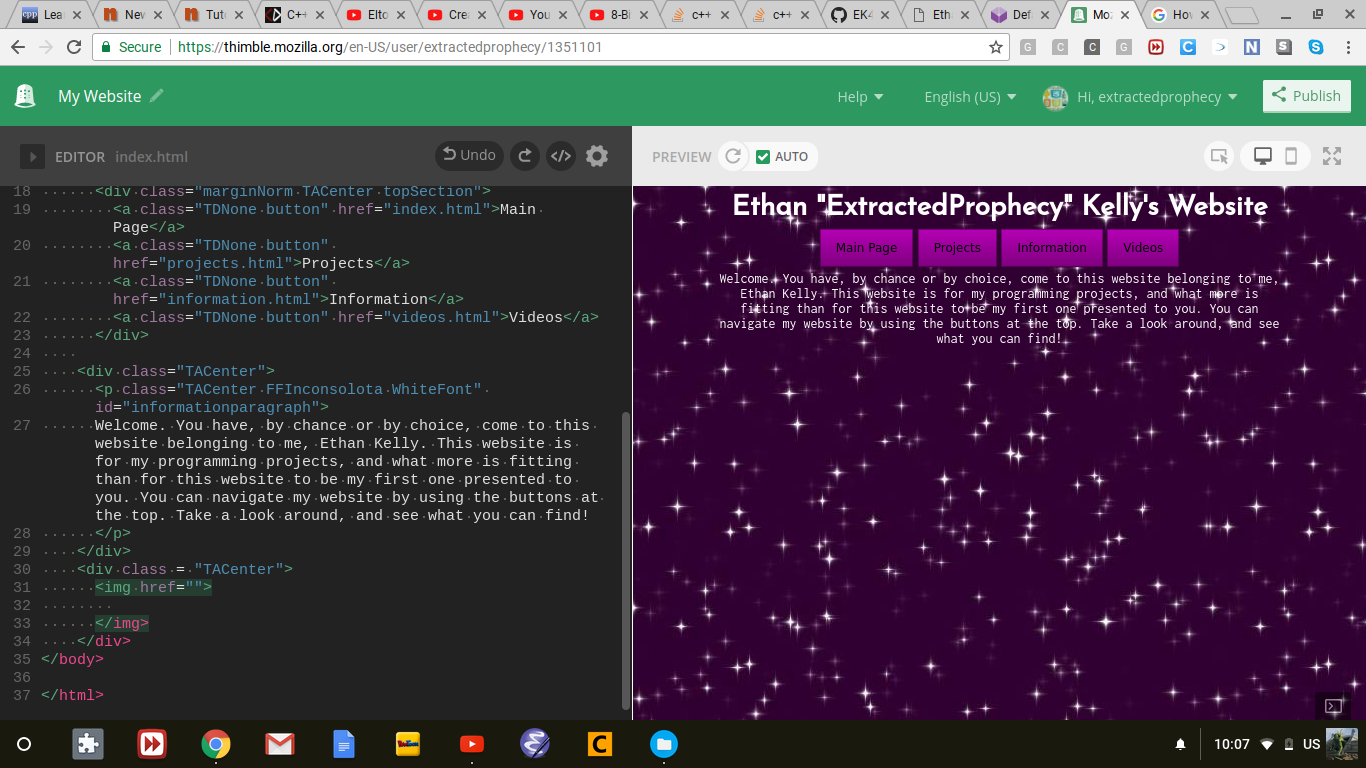 Lear
New
Tuto
C++
Elto
Crea
You
8-Bi
c++
c++
EK4
Eth
Defa
Moz
How
Secure
https://thimble.mozilla.org/en-US/user/extractedprophecy/1351101
My Website
Help
English (US)
Hi, extractedprophecy
Publish
EDITOR index.html
Undo
PREVIEW
AUTO
18 <div class="marginNorm TACenter topSection">
19 <a class="TDNone button" href="index.html">Main
Page</a>
20 <a class="TDNone button"
href="projects.html">Projects</a>
21 <a class="TDNone button"
href="information.html">Information</a>
22 <a class="TDNone button" href="videos.html">Videos</a>
23 </div>
24
25 <div class="TACenter">
26 <p class="TACenter FFInconsolota WhiteFont"
id="informationparagraph">
27 Welcome. You have, by chance or by choice, come to this
website belonging to me, Ethan Kelly. This website is
for my programming projects, and what more is fitting
than for this website to be my first one presented to
you. You can navigate my website by using the buttons at
the top. Take a look around, and see what you can find!
28 </p>
29 </div>
30 <div class = "TACenter">
31 <img href="">
32
33 </img>
34 </div>
35 </body>
36
37 </html>
Ethan "ExtractedProphecy" Kelly's Website
Main Page
Projects
Information
Videos
Welcome. You have, by chance or by choice, come to this website belonging to me,
Ethan Kelly. This website is for my programming projects, and what more is
fitting than for this website to be my first one presented to you. You can
navigate my website by using the buttons at the top. Take a look around, and see
what you can find!
10:07
US